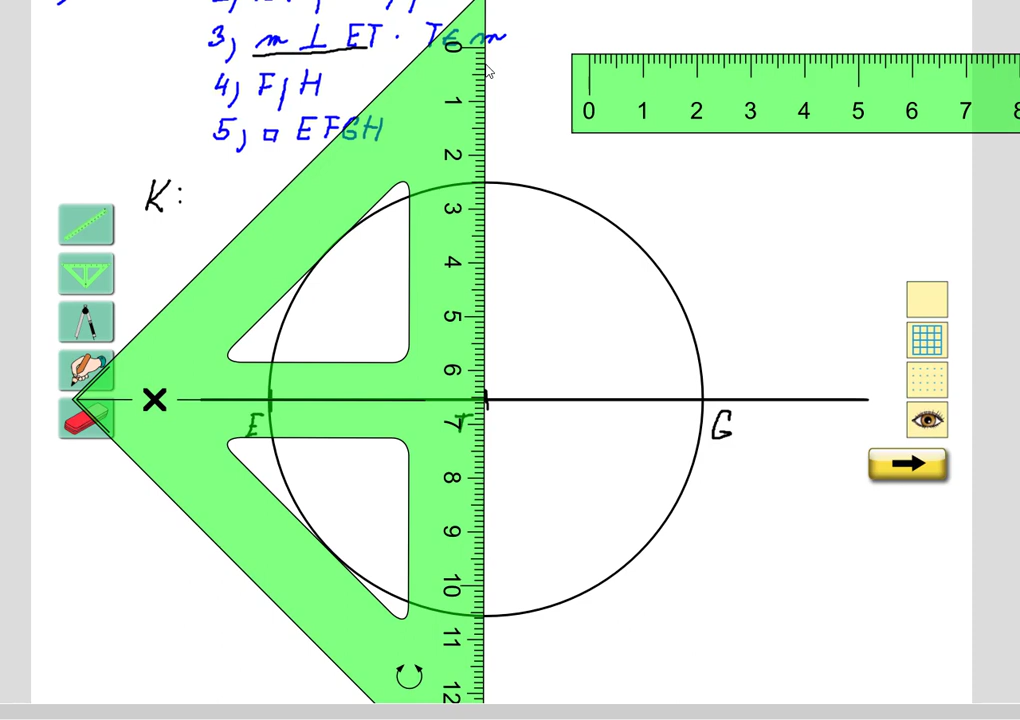 3) m ⊥ ET · T∈ m
4) F, H
5) □ EFGH
K:
0 1 2 3 4 5 6 7 8
0 1 2 3 4 5 6 7 8 9 10 11 12
E T G